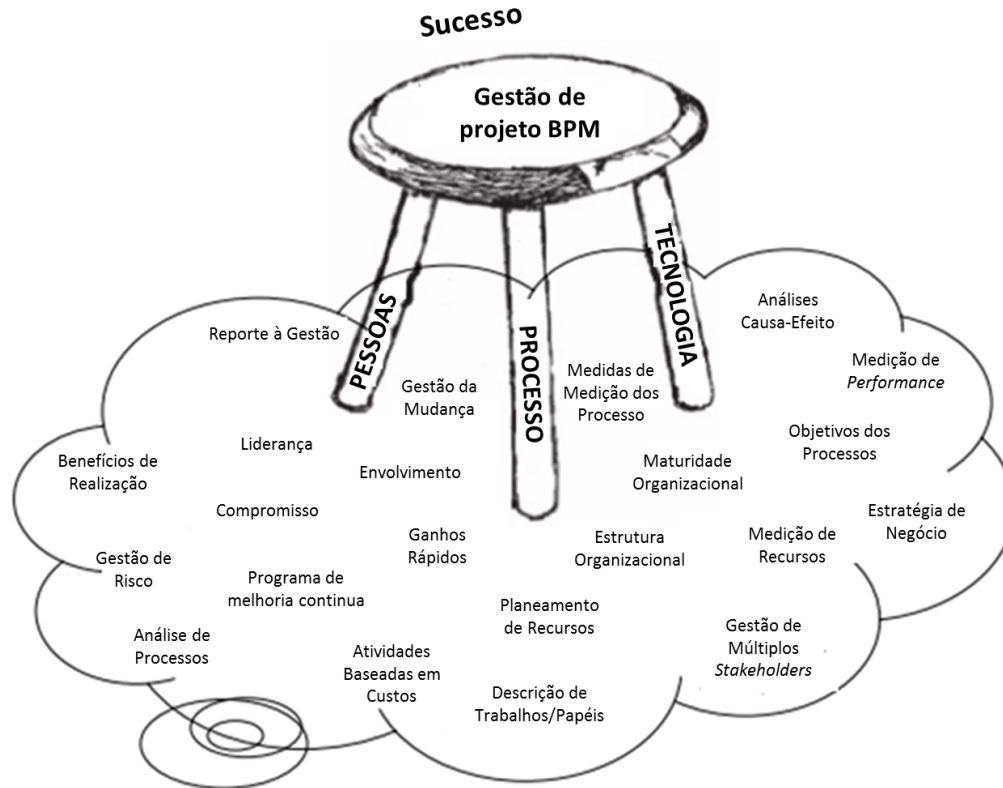 Sucesso
Gestão de
projeto BPM
PESSOAS
PROCESSO
TECNOLOGIA
Análises
Causa-Efeito
Reporte à Gestão
Medição de
Performance
Gestão da
Mudança
Medidas de
Medição dos
Processo
Objetivos dos
Processos
Liderança
Benefícios de
Realização
Envolvimento
Maturidade
Organizacional
Compromisso
Estratégia de
Negócio
Ganhos
Rápidos
Estrutura
Organizacional
Medição de
Recursos
Gestão de
Risco
Programa de
melhoria continua
Planeamento
de Recursos
Gestão de
Múltiplos
Stakeholders
Análise de
Processos
Atividades
Baseadas em
Custos
Descrição de
Trabalhos/Papéis